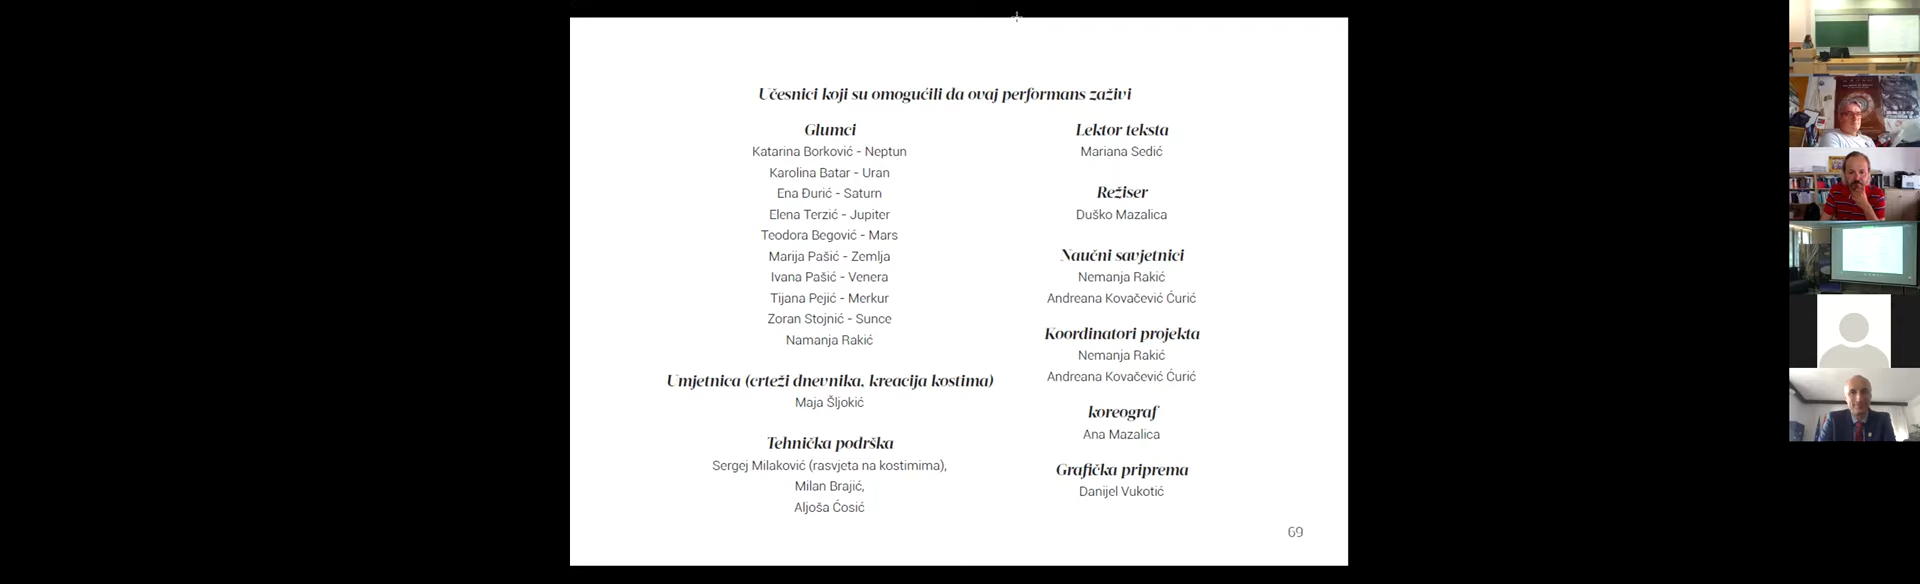 Učesnici koji su omogućili da ovaj performans zaživi
Glumci
Katarina Borković - Neptun
Karolina Batar - Uran
Ena Đurić - Saturn
Elena Terzić - Jupiter
Teodora Begović - Mars
Marija Pašić - Zemlja
Ivana Pašić - Venera
Tijana Pejić - Merkur
Zoran Stojnić - Sunce
Namanja Rakić
Umjetnica (crteži dnevnika, kreacija kostima)
Maja Šljokić
Tehnička podrška
Sergej Milaković (rasvjeta na kostimima),
Milan Brajić,
Aljoša Ćosić
Lektor teksta
Mariana Sedić
Režiser
Duško Mazalica
Naučni savjetnici
Nemanja Rakić
Andreana Kovačević Ćurić
Koordinatori projekta
Nemanja Rakić
Andreana Kovačević Ćurić
koreograf
Ana Mazalica
Grafička priprema
Danijel Vukotić
69